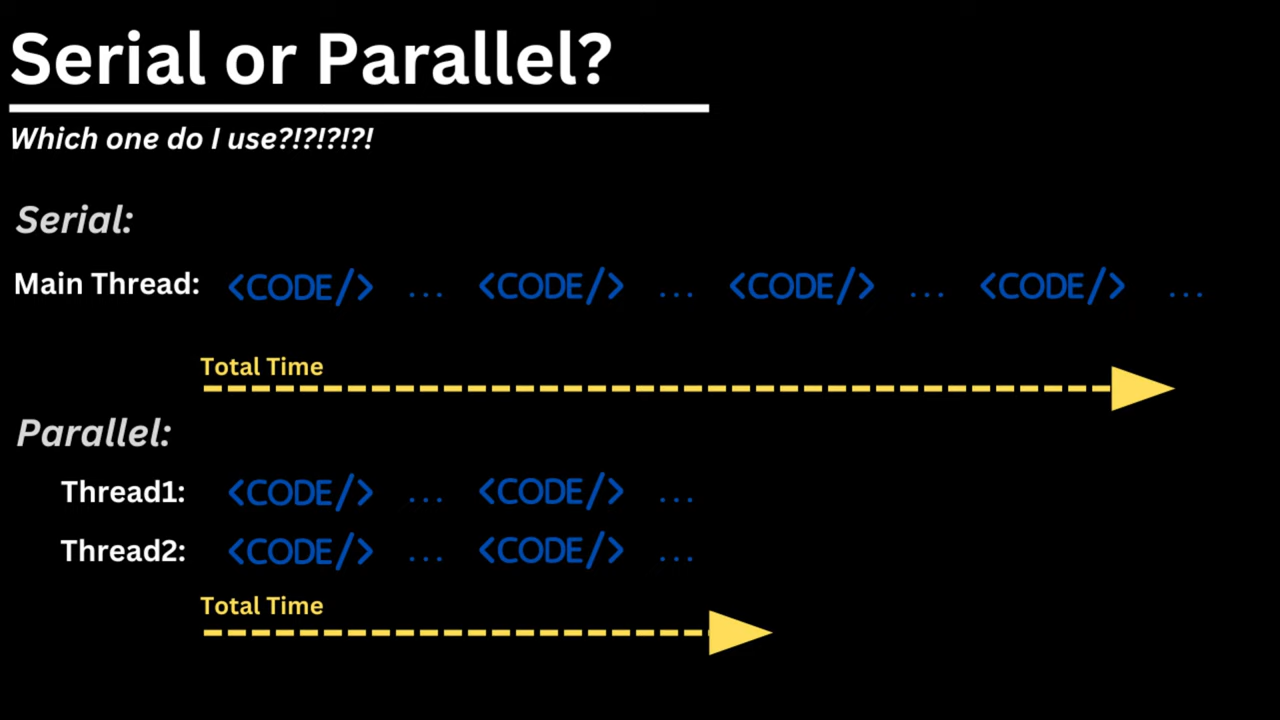 Serial or Parallel?
Which one do I use?!?!?!?!
Serial:
Main Thread: <CODE/> ... <CODE/> ... <CODE/> ... <CODE/> ...
Total Time
Parallel:
Thread1: <CODE/> ... <CODE/> ...
Thread2: <CODE/> ... <CODE/> ...
Total Time